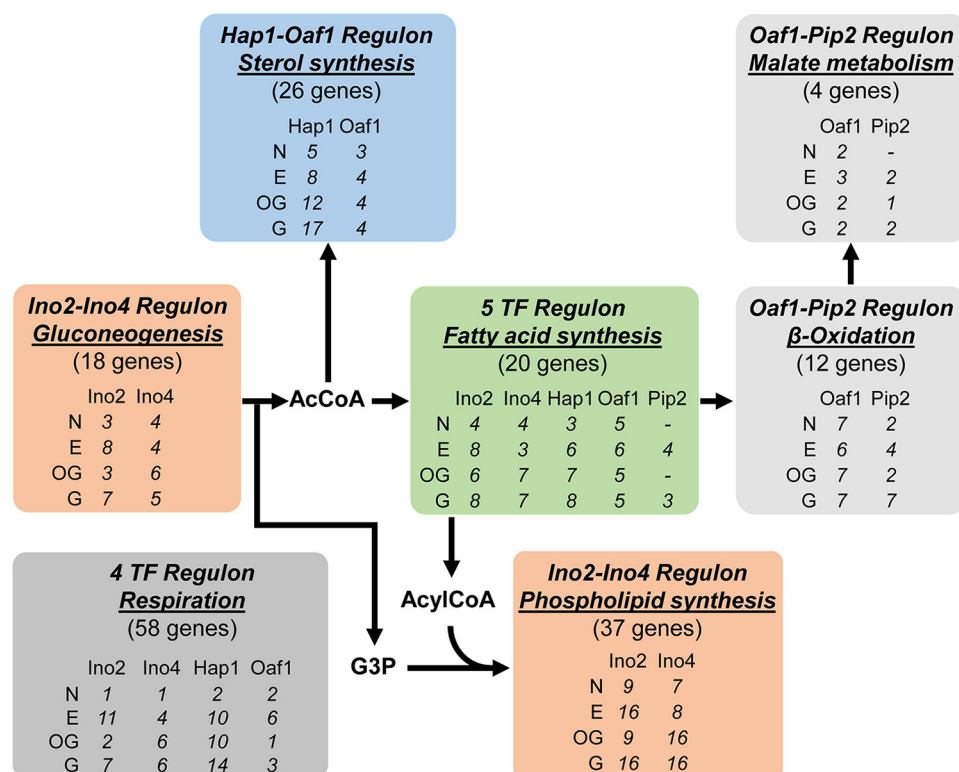 Hap1-Oaf1 Regulon
Sterol synthesis
(26 genes)
Hap1 Oaf1
N 5 3
E 8 4
OG 12 4
G 17 4
Oaf1-Pip2 Regulon
Malate metabolism
(4 genes)
Oaf1 Pip2
N 2 -
E 3 2
OG 2 1
G 2 2
Ino2-Ino4 Regulon
Gluconeogenesis
(18 genes)
Ino2 Ino4
N 3 4
E 8 4
OG 3 6
G 7 5
AcCoA
5 TF Regulon
Fatty acid synthesis
(20 genes)
Ino2 Ino4 Hap1 Oaf1 Pip2
N 4 4 3 5 -
E 8 3 6 6 4
OG 6 7 7 5 -
G 8 7 8 5 3
Oaf1-Pip2 Regulon
β-Oxidation
(12 genes)
Oaf1 Pip2
N 7 2
E 6 4
OG 7 2
G 7 7
4 TF Regulon
Respiration
(58 genes)
Ino2 Ino4 Hap1 Oaf1
N 1 1 2 2
E 11 4 10 6
OG 2 6 10 1
G 7 6 14 3
AcylCoA
G3P
Ino2-Ino4 Regulon
Phospholipid synthesis
(37 genes)
Ino2 Ino4
N 9 7
E 16 8
OG 9 16
G 16 16